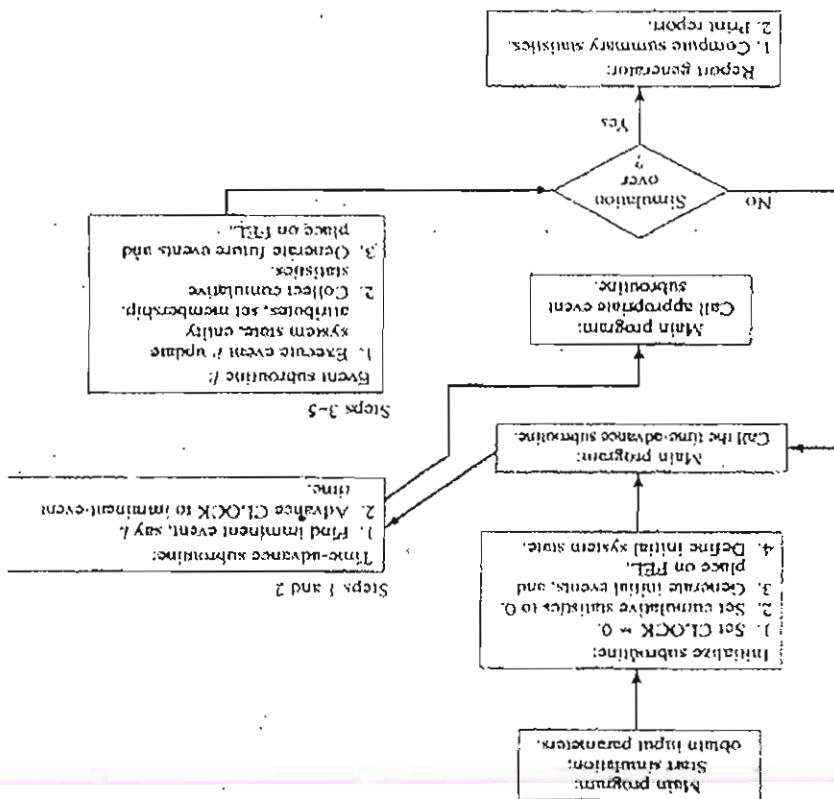 Main program:
Start simulation;
obtain input parameters.
Initialize subroutine:
1. Set CLOCK = 0.
2. Set cumulative statistics to 0.
3. Generate initial events, and
place on FEL.
4. Define initial system state.
Main program:
Call the time-advance subroutine.
Steps 1 and 2
Time-advance subroutine:
1. Find imminent event, say i.
2. Advance CLOCK to imminent-event
time.
Main program:
Call appropriate event
subroutine.
Steps 3–5
Event subroutine i:
1. Execute event i: update
system state, entity
attributes, set membership.
2. Collect cumulative
statistics.
3. Generate future events and
place on FEL.
No
Simulation
over
?
Yes
Report generator:
1. Compute summary statistics.
2. Print report.